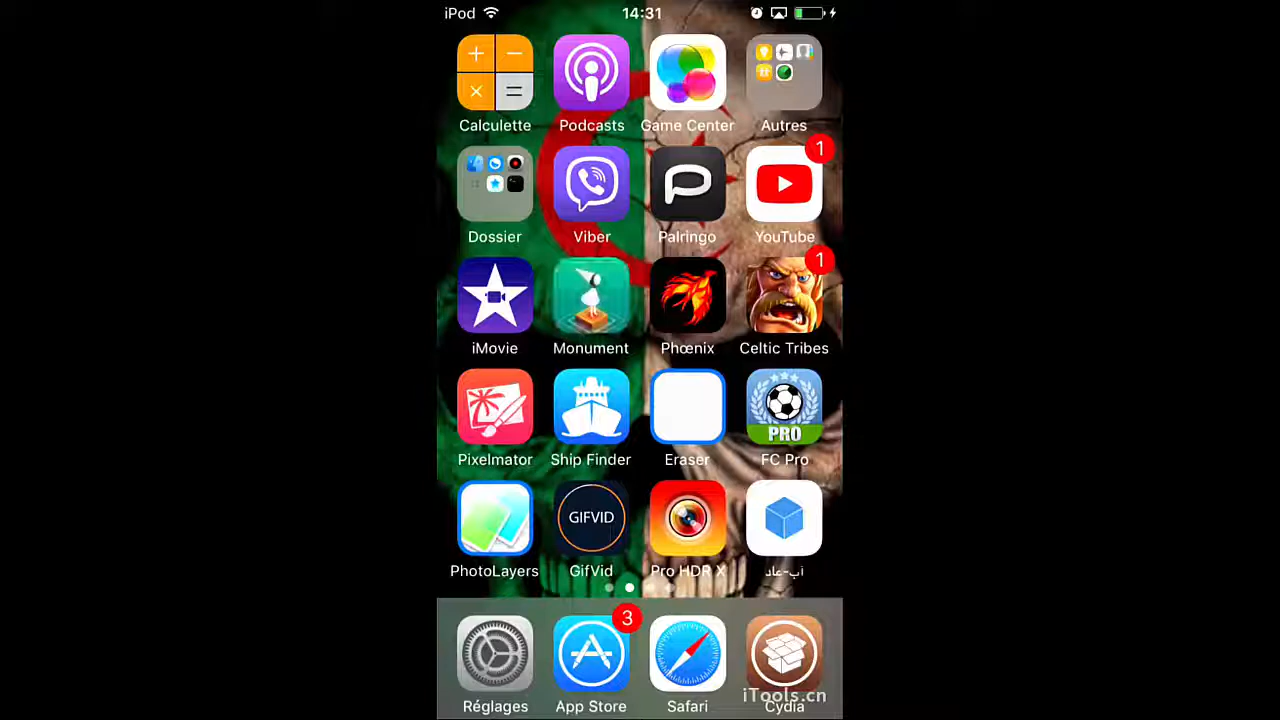 iPod 14:31
Calculette Podcasts Game Center Autres
1
Dossier Viber Palringo YouTube
1
iMovie Monument Phœnix Celtic Tribes
PRO
Pixelmator Ship Finder Eraser FC Pro
GIFVID
PhotoLayers GifVid Pro HDR X آب-عاد
3
iTools.cn
Réglages App Store Safari Cydia